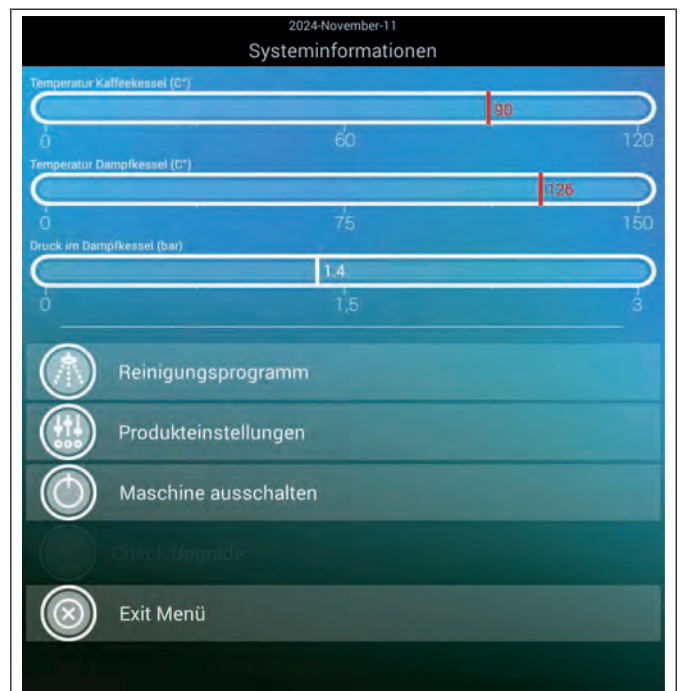 2024-November-11
Systeminformationen
Temperatur Kaffeekessel (C°)
90
0 60 120
Temperatur Dampfkessel (C°)
126
0 75 150
Druck im Dampfkessel (bar)
1.4
0 1,5 3
Reinigungsprogramm
Produkteinstellungen
Maschine ausschalten
Check Upgrade
Exit Menü